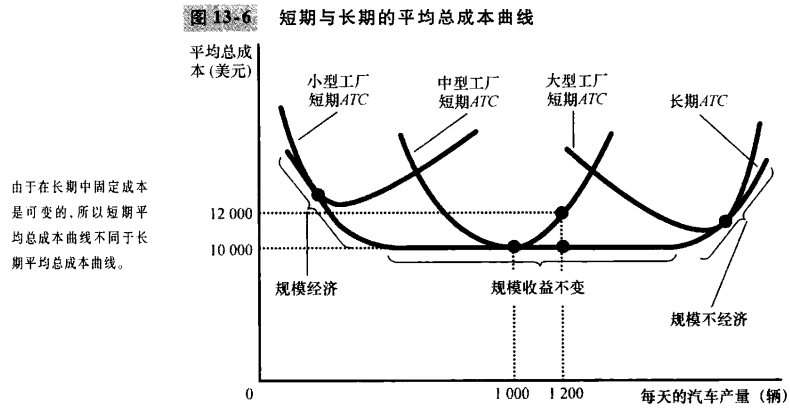 图 13-6 短期与长期的平均总成本曲线
平均总成
本(美元)
小型工厂
短期ATC
中型工厂
短期ATC
大型工厂
短期ATC
长期ATC
由于在长期中固定成本
是可变的,所以短期平
均总成本曲线不同于长
期平均总成本曲线。
12 000
10 000
规模经济
规模收益不变
规模不经济
0
1 000
1 200
每天的汽车产量(辆)